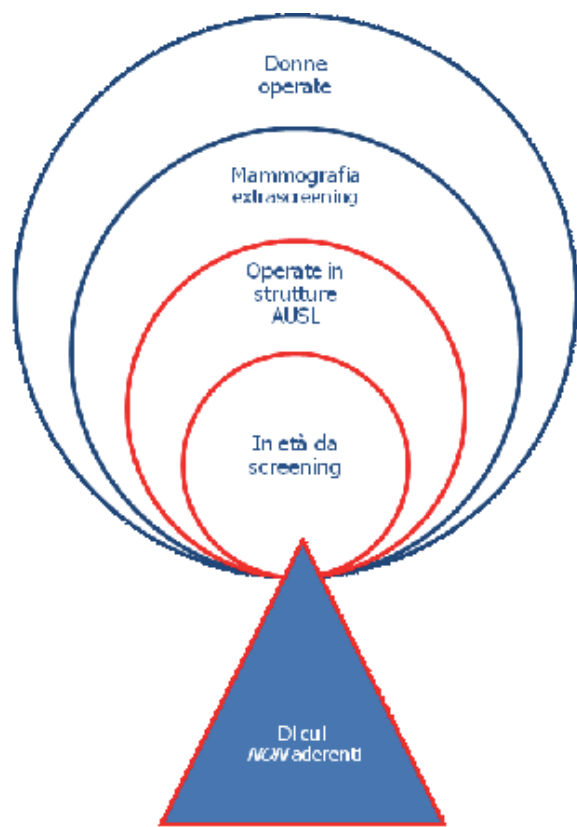 Donne
operate
Mammografia
extrascreening
Operate in
strutture
AUSL
In età da
screening
Di cui
NON aderenti